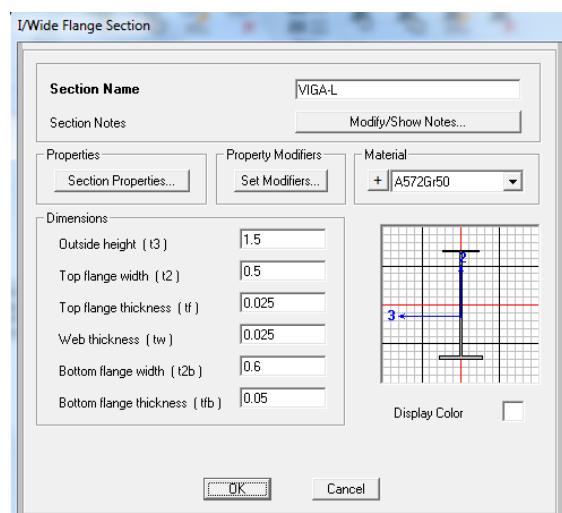 I/Wide Flange Section
Section Name VIGA-L
Section Notes Modify/Show Notes...
Properties Property Modifiers Material
Section Properties... Set Modifiers... + A572Gr50
Dimensions
Outside height ( t3 ) 1.5
Top flange width ( t2 ) 0.5
Top flange thickness ( tf ) 0.025
Web thickness ( tw ) 0.025
Bottom flange width ( t2b ) 0.6
Bottom flange thickness ( tfb ) 0.05
2
3
Display Color
OK Cancel